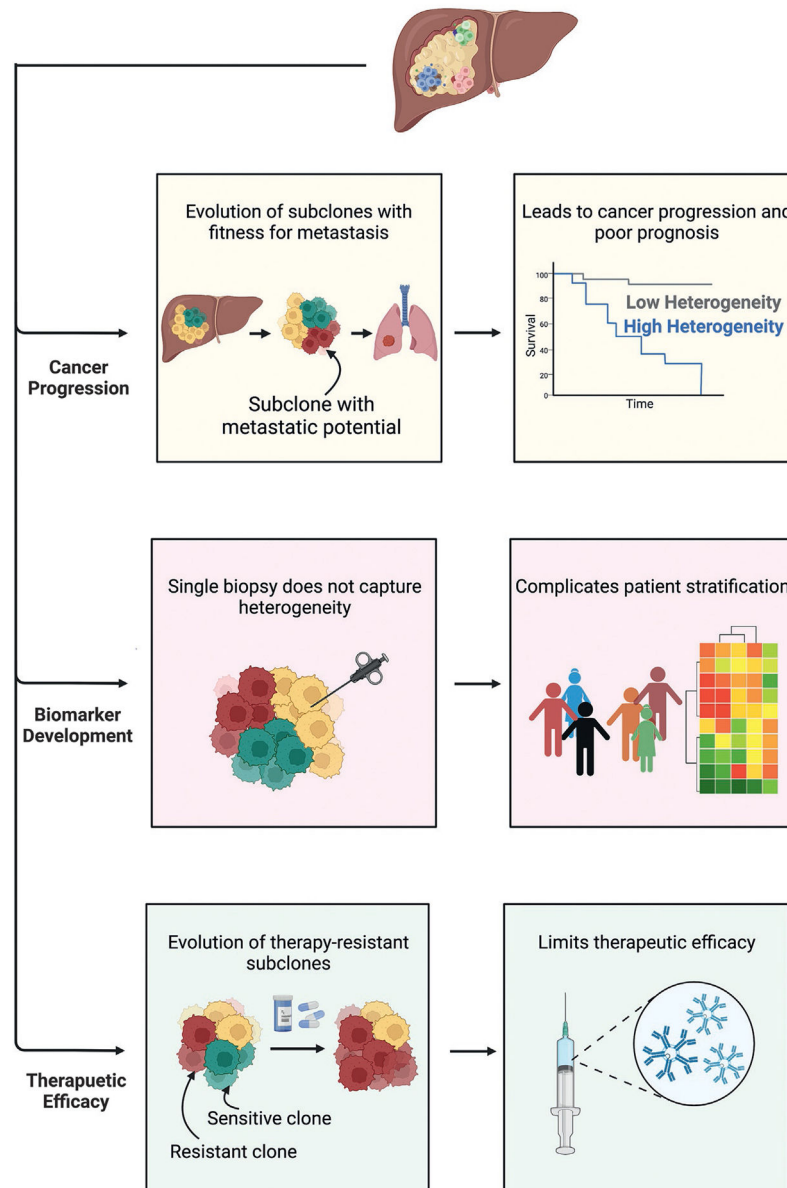 Evolution of subclones with
fitness for metastasis
Subclone with
metastatic potential
Leads to cancer progression and
poor prognosis
100
80
60
40
20
0
Survival
Time
Low Heterogeneity
High Heterogeneity
Cancer
Progression
Single biopsy does not capture
heterogeneity
Complicates patient stratification
Biomarker
Development
Evolution of therapy-resistant
subclones
Sensitive clone
Resistant clone
Limits therapeutic efficacy
Therapuetic
Efficacy